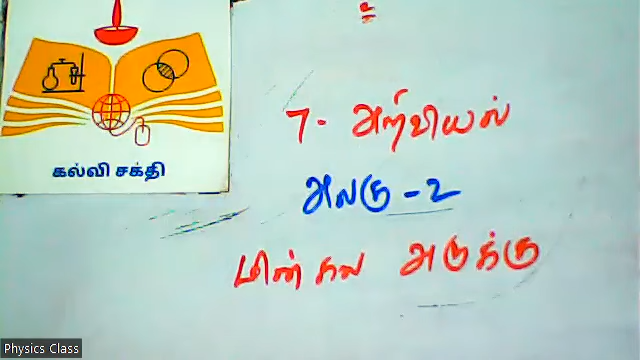 கல்வி சக்தி
7 - அறிவியல்
அலகு - 2
மின்கல அடுக்கு
Physics Class